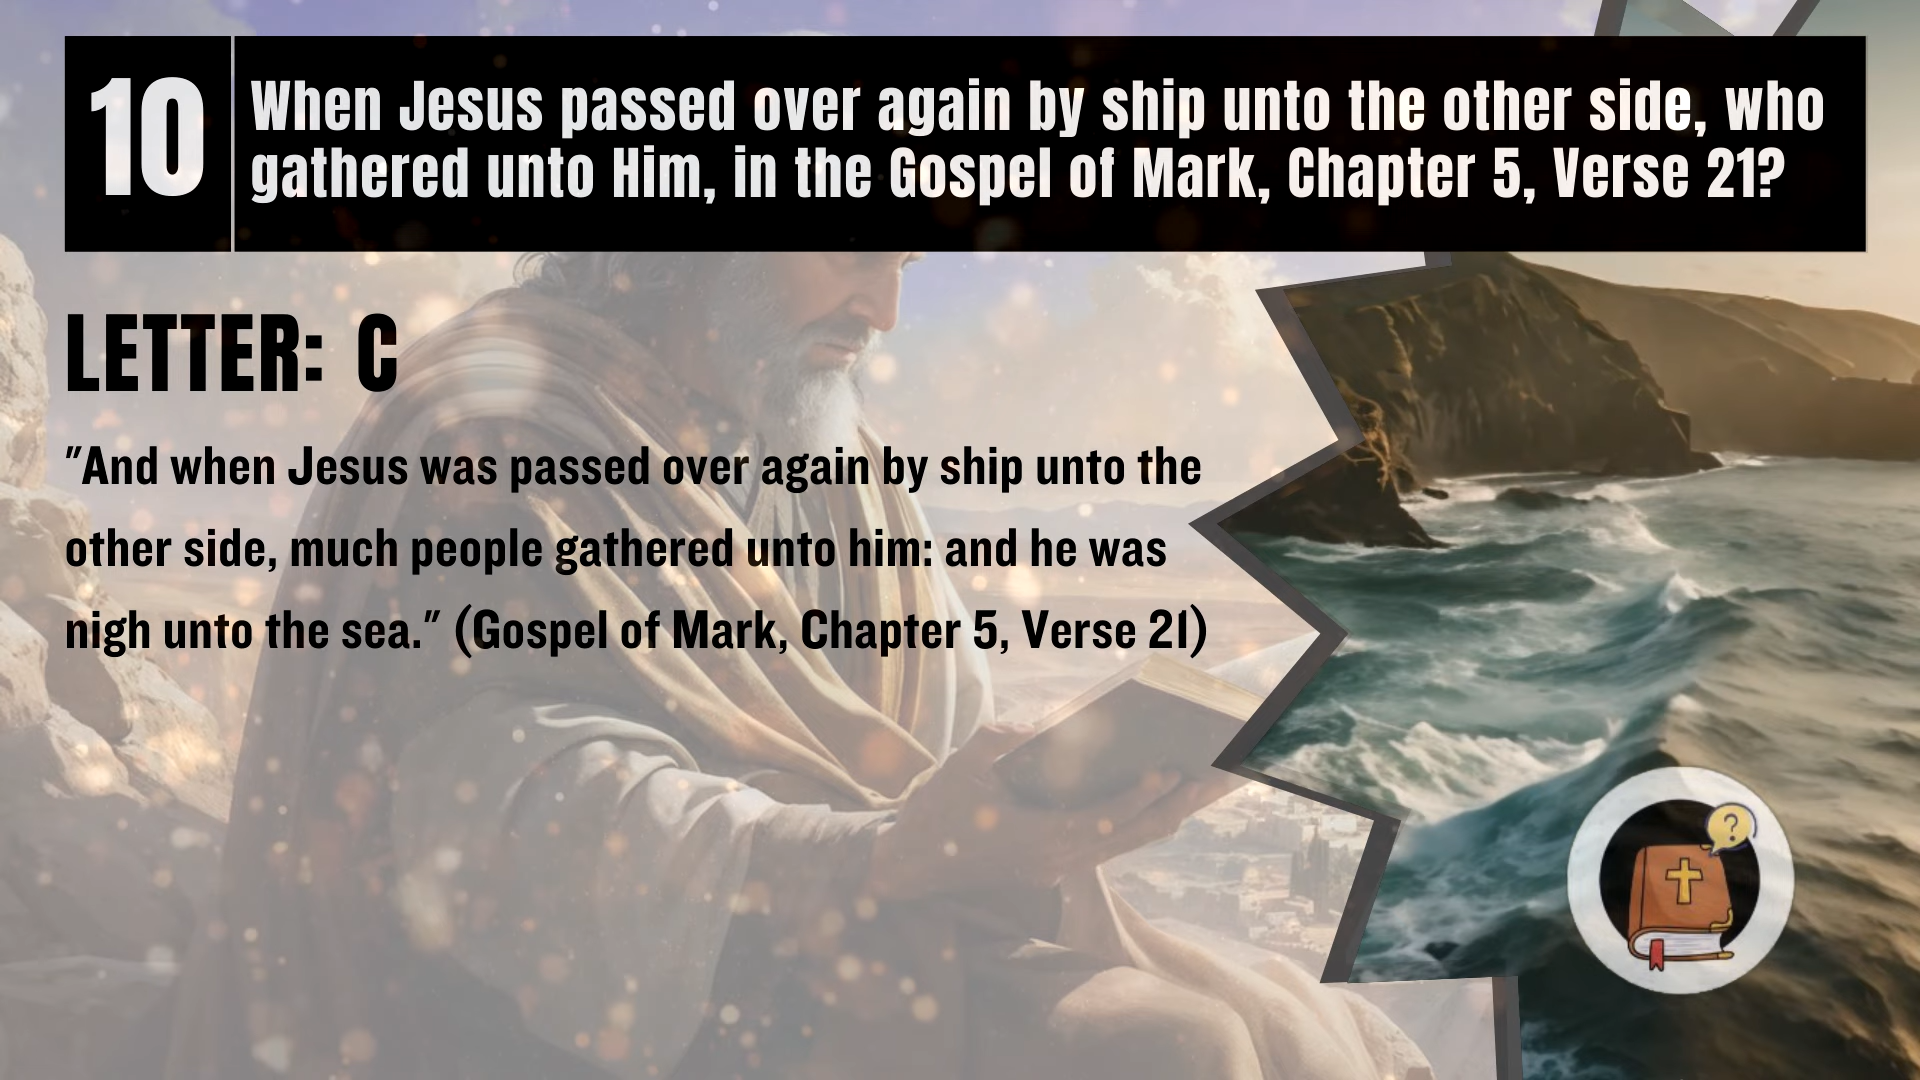 10
When Jesus passed over again by ship unto the other side, who
gathered unto Him, in the Gospel of Mark, Chapter 5, Verse 21?
LETTER: C
"And when Jesus was passed over again by ship unto the
other side, much people gathered unto him: and he was
nigh unto the sea." (Gospel of Mark, Chapter 5, Verse 21)
?